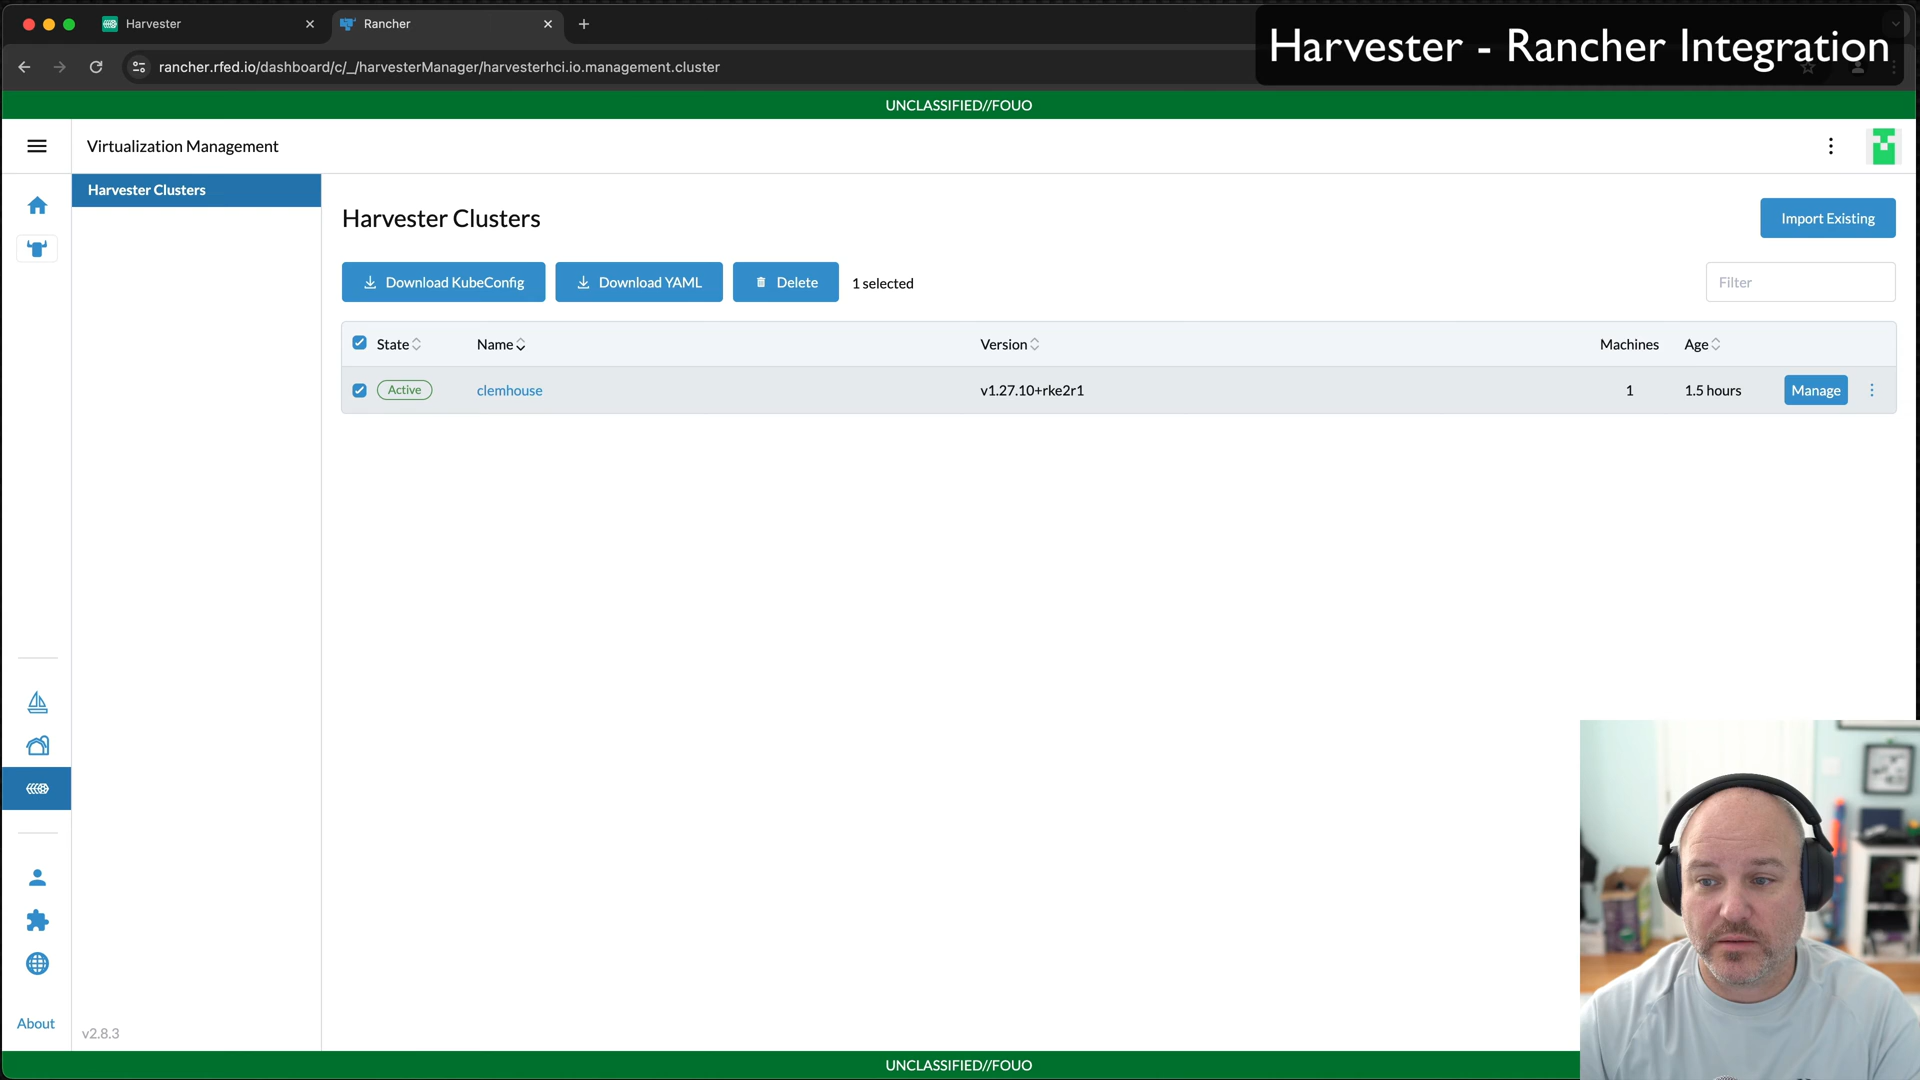 Harvester
Rancher
Harvester - Rancher Integration
rancher.rfed.io/dashboard/c/_/harvesterManager/harvesterhci.io.management.cluster
UNCLASSIFIED//FOUO
Virtualization Management
Harvester Clusters
Harvester Clusters
Import Existing
Download KubeConfig
Download YAML
Delete
1 selected
Filter
State
Name
Version
Machines
Age
Active
clemhouse
v1.27.10+rke2r1
1
1.5 hours
Manage
About
v2.8.3
UNCLASSIFIED//FOUO